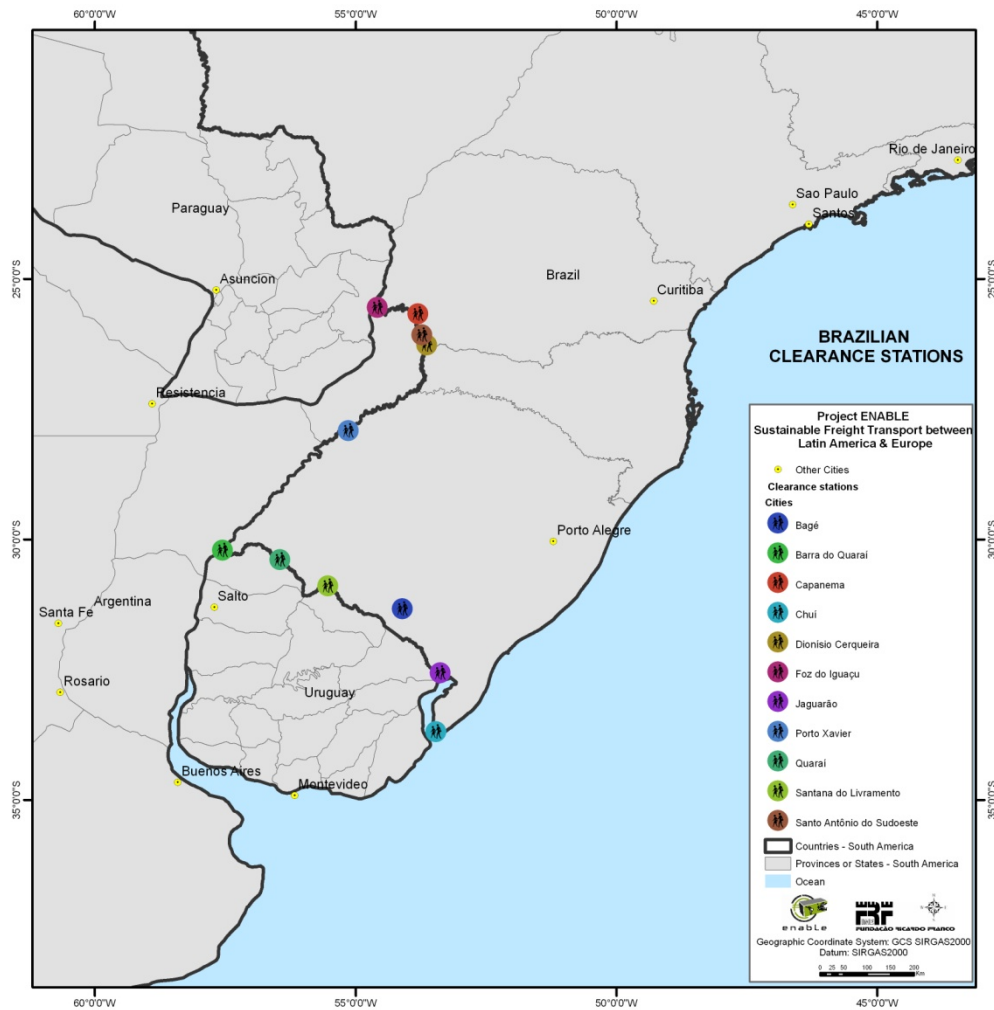 60°0'0"W 55°0'0"W 50°0'0"W 45°0'0"W
Rio de Janeiro
Sao Paulo
Santos
Paraguay
Brazil
Asuncion
Curitiba
25°0'0"S 25°0'0"S
BRAZILIAN
CLEARANCE STATIONS
Resistencia
Porto Alegre
30°0'0"S 30°0'0"S
Salto
Argentina
Santa Fe
Rosario
Uruguay
Buenos Aires
Montevideo
35°0'0"S 35°0'0"S
Project ENABLE
Sustainable Freight Transport between
Latin America & Europe
Other Cities
Clearance stations
Cities
Bagé
Barra do Quaraí
Capanema
Chuí
Dionísio Cerqueira
Foz do Iguaçu
Jaguarão
Porto Xavier
Quaraí
Santana do Livramento
Santo Antônio do Sudoeste
Countries - South America
Provinces or States - South America
Ocean
enable
FRF
FUNDAÇÃO RICARDO FRANCO
Geographic Coordinate System: GCS SIRGAS2000
Datum: SIRGAS2000
0 25 50 100 150 200
Km
60°0'0"W 55°0'0"W 50°0'0"W 45°0'0"W